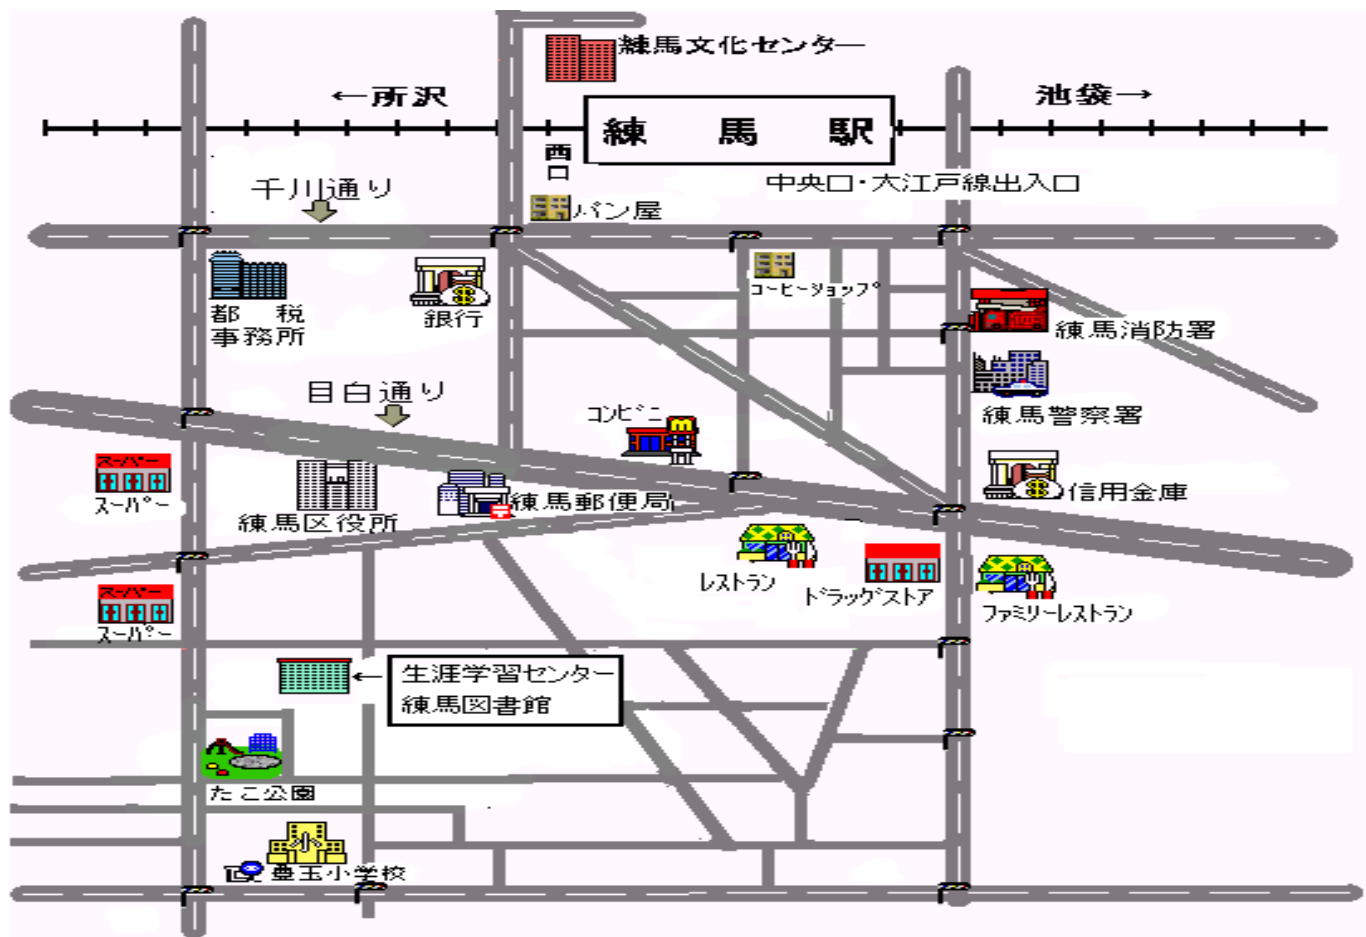 練馬文化センター
←所沢
池袋→
練馬駅
西口
中央口・大江戸線出入口
千川通り
パン屋
コーヒーショップ
都税
事務所
銀行
練馬消防署
目白通り
コンビニ
練馬警察署
スーパー
スーパー
練馬区役所
練馬郵便局
信用金庫
レストラン
ドラッグストア
ファミリーレストラン
スーパー
スーパー
生涯学習センター
練馬図書館
たこ公園
小
豊玉小学校